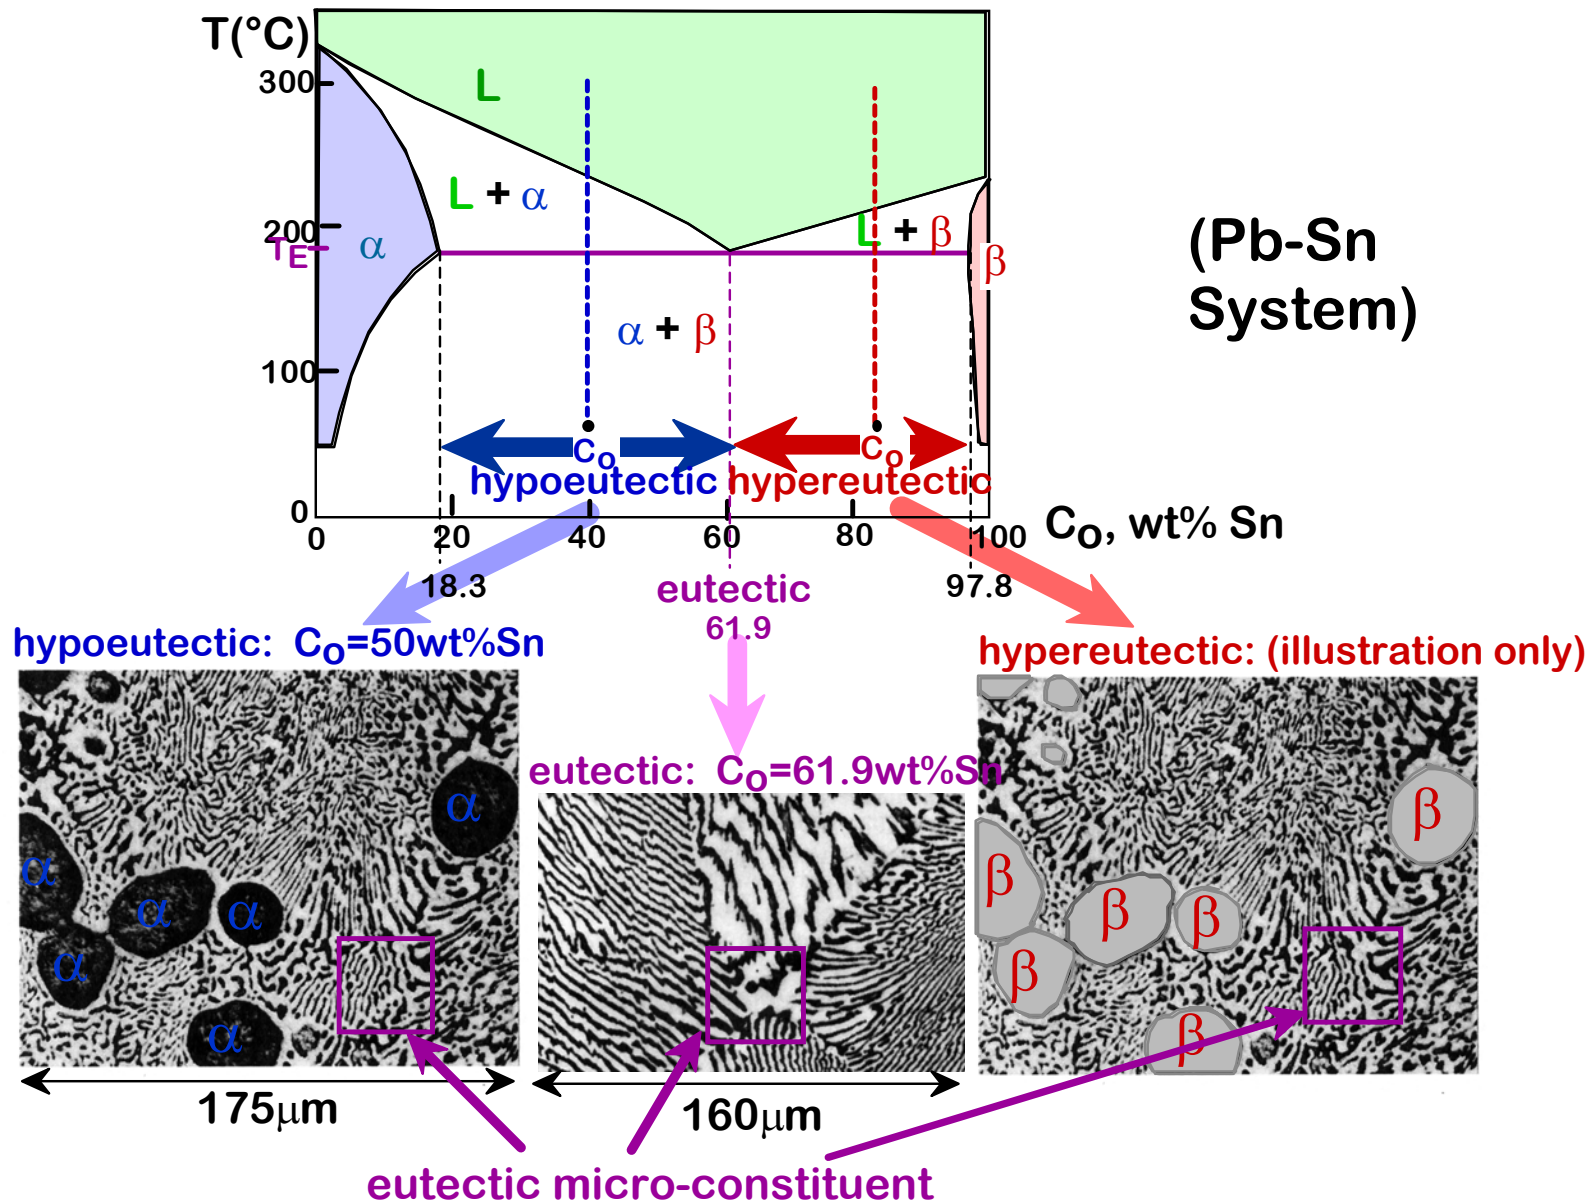 T(°C)
300
L
L + α
200
TE
α
L + β
β
(Pb-Sn
System)
α + β
100
Co
Co
hypoeutectic
hypereutectic
0
0
20
40
60
80
100
Co, wt% Sn
18.3
eutectic
97.8
61.9
hypoeutectic: Co=50wt%Sn
hypereutectic: (illustration only)
eutectic: Co=61.9wt%Sn
α
α
α
α
α
α
β
β
β
β
β
β
175μm
160μm
eutectic micro-constituent